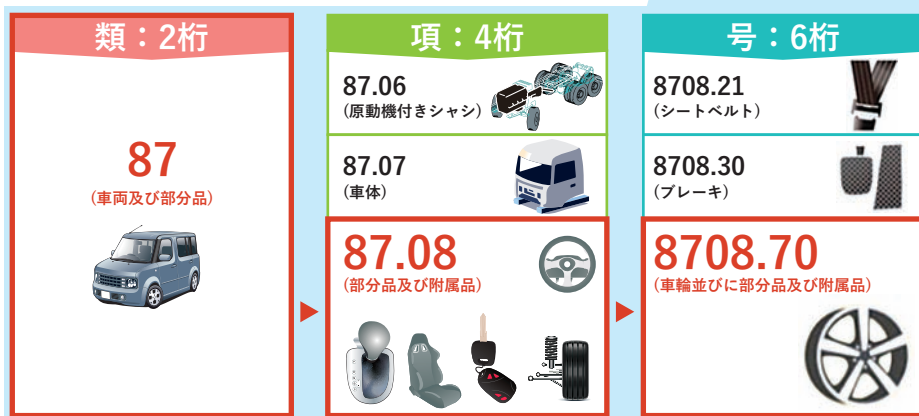 類：2桁
87
(車両及び部分品)
項：4桁
87.06
(原動機付きシャシ)
87.07
(車体)
87.08
(部分品及び附属品)
号：6桁
8708.21
(シートベルト)
8708.30
(ブレーキ)
8708.70
(車輪並びに部分品及び附属品)